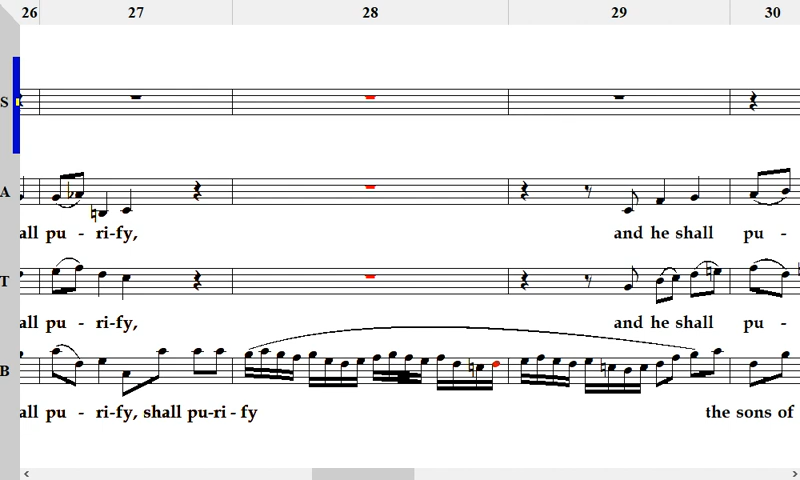 26 27 28 29 30
S
A
all pu - ri-fy, and he shall pu -
T
all pu - ri-fy, and he shall pu -
B
all pu - ri-fy, shall pu-ri - fy the sons of